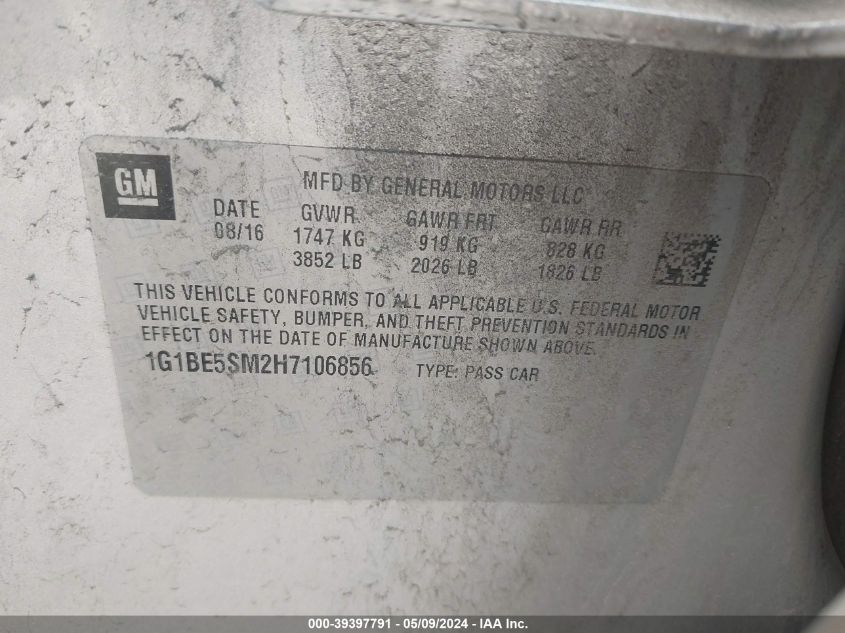 GM
MFD BY GENERAL MOTORS LLC
DATE GVWR GAWR FRT GAWR RR
08/16 1747 KG 919 KG 828 KG
3852 LB 2026 LB 1826 LB
THIS VEHICLE CONFORMS TO ALL APPLICABLE U.S. FEDERAL MOTOR
VEHICLE SAFETY, BUMPER, AND THEFT PREVENTION STANDARDS IN
EFFECT ON THE DATE OF MANUFACTURE SHOWN ABOVE.
1G1BE5SM2H7106856 TYPE: PASS CAR
000-39397791 - 05/09/2024 - IAA Inc.